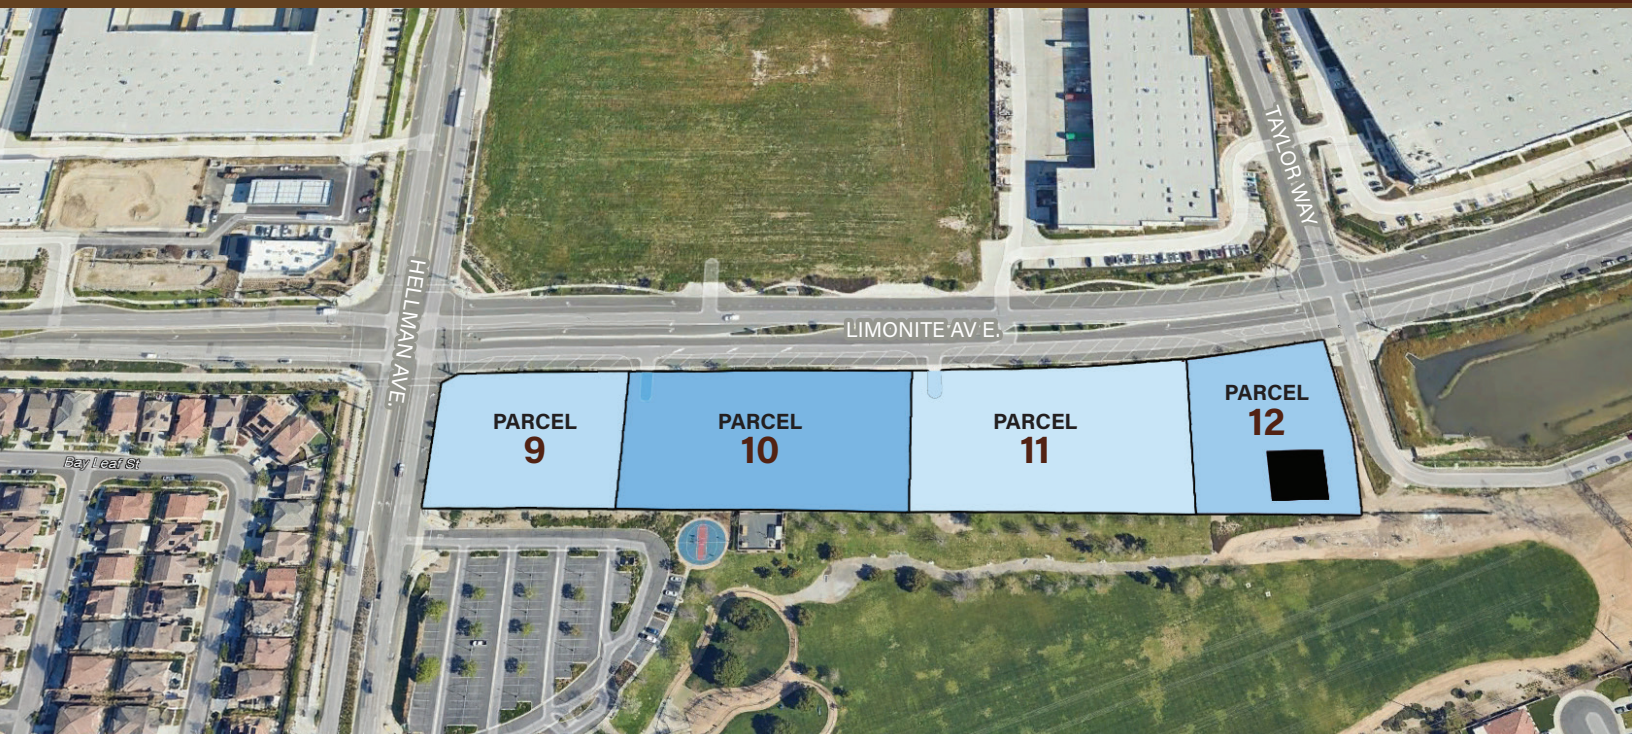 TAYLOR WAY
HELLMAN AVE.
LIMONITE AV E.
PARCEL
9
PARCEL
10
PARCEL
11
PARCEL
12
Bay Leaf St